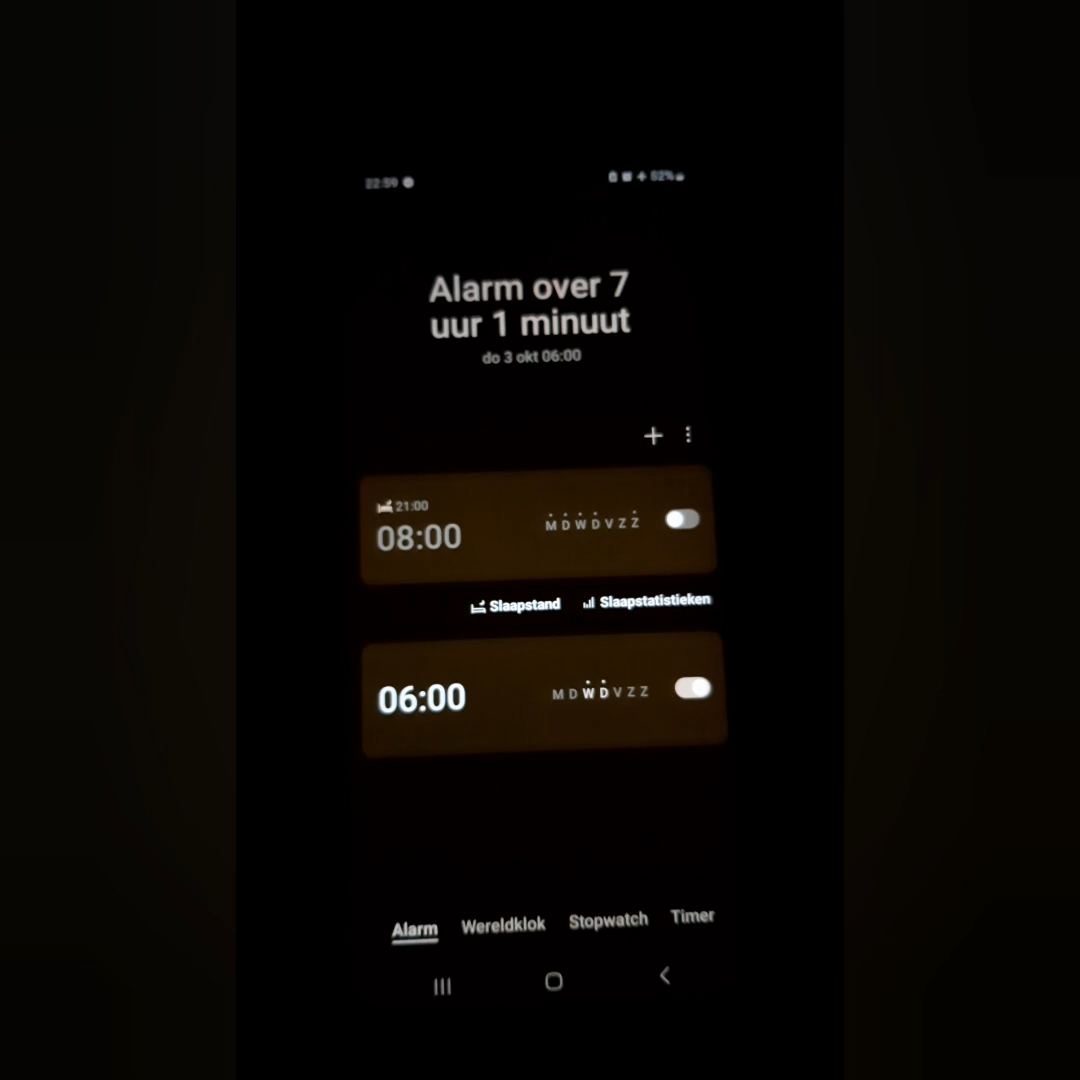 22:59
52%
Alarm over 7
uur 1 minuut
do 3 okt 06:00
21:00
08:00
M D W D V Z Z
Slaapstand
Slaapstatistieken
06:00
M D W D V Z Z
Alarm
Wereldklok
Stopwatch
Timer